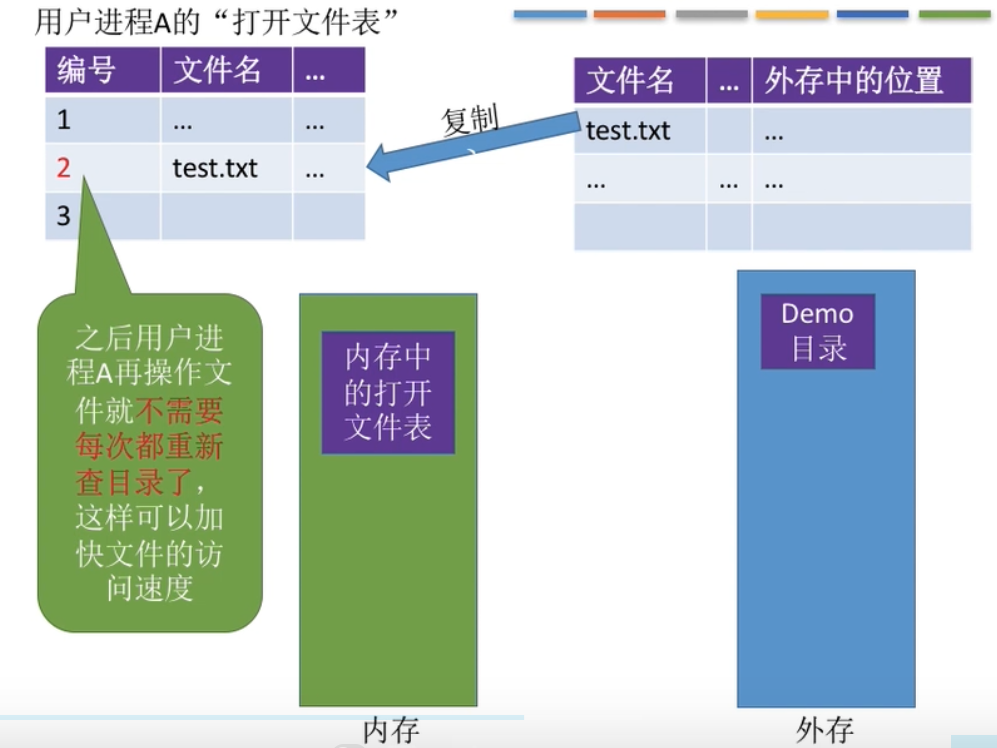 用户进程A的“打开文件表”
编号 文件名 ...
1 ... ...
2 test.txt ...
3
复制
文件名 ... 外存中的位置
test.txt ...
... ... ...
之后用户进
程A再操作文
件就不需要
每次都重新
查目录了，
这样可以加
快文件的访
问速度
内存中
的打开
文件表
内存
Demo
目录
外存